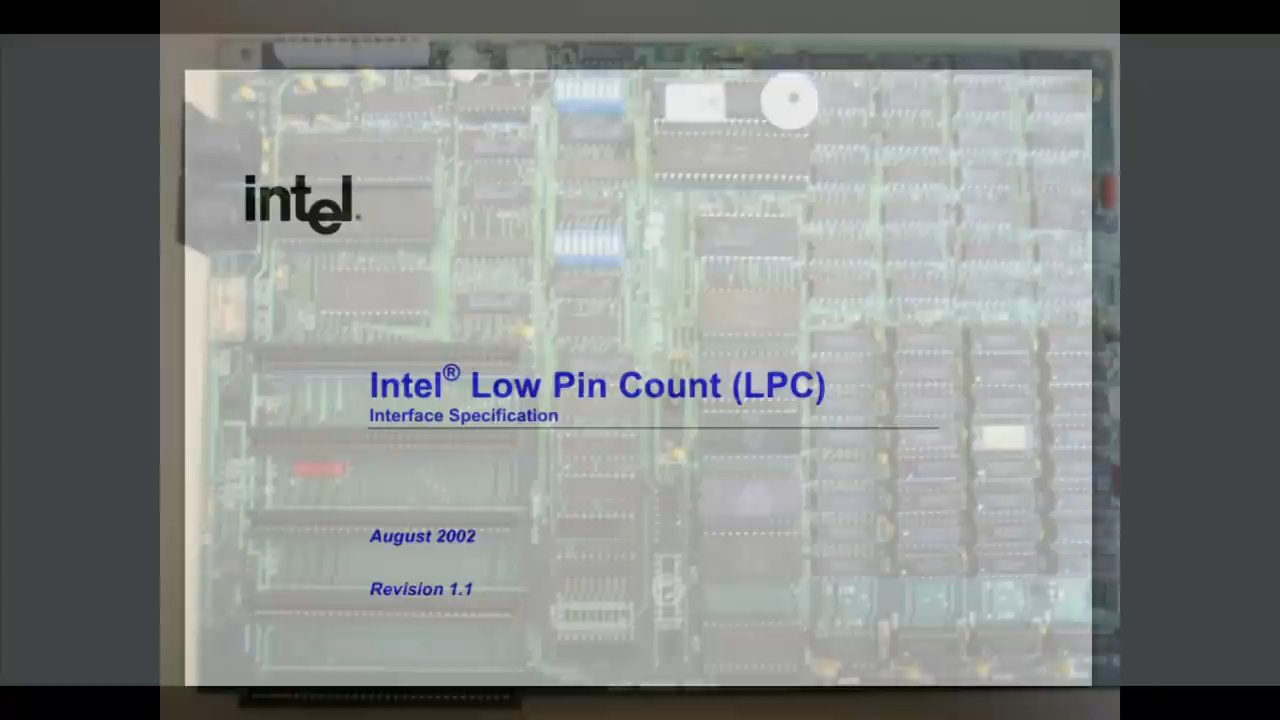 intel®
Intel® Low Pin Count (LPC)
Interface Specification
August 2002
Revision 1.1